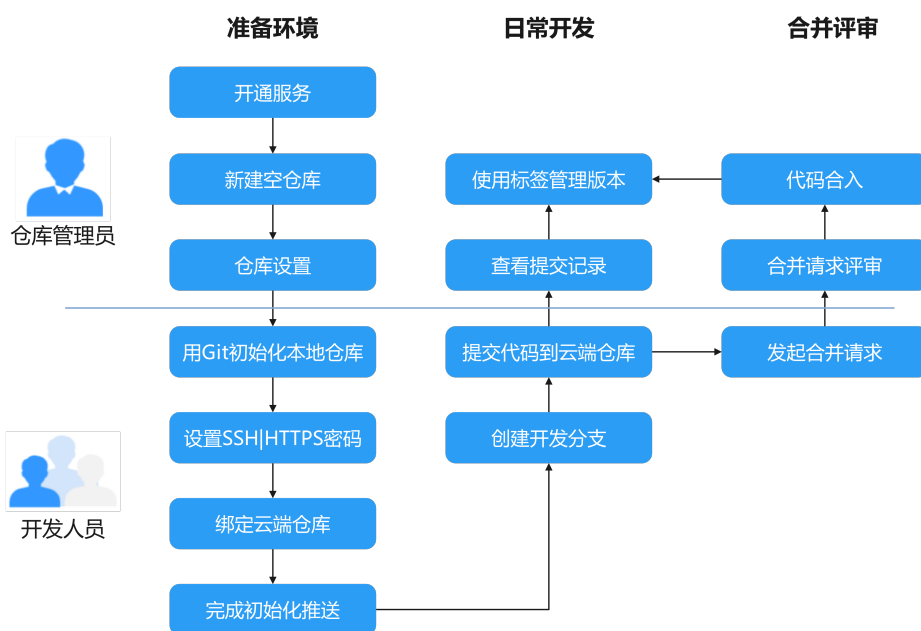 准备环境
日常开发
合并评审
开通服务
新建空仓库
使用标签管理版本
代码合入
仓库管理员
仓库设置
查看提交记录
合并请求评审
用Git初始化本地仓库
提交代码到云端仓库
发起合并请求
设置SSH|HTTPS密码
创建开发分支
绑定云端仓库
开发人员
完成初始化推送